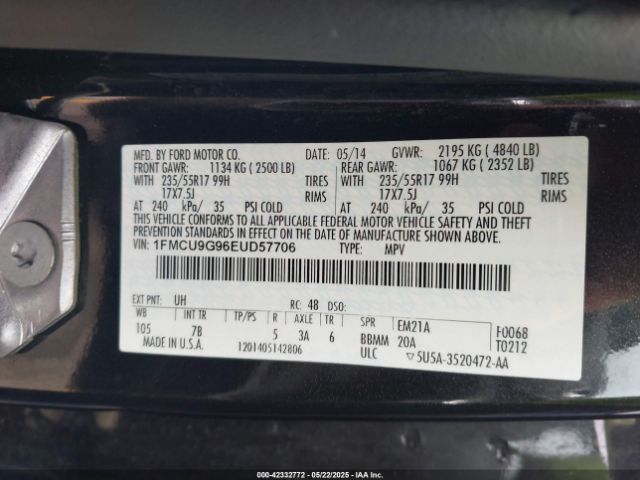 MFD. BY FORD MOTOR CO. DATE: 05/14 GVWR: 2195 KG ( 4840 LB)
FRONT GAWR: 1134 KG ( 2500 LB) REAR GAWR: 1067 KG ( 2352 LB)
WITH 235/55R17 99H TIRES WITH 235/55R17 99H TIRES
17X7.5J RIMS 17X7.5J RIMS
AT 240 kPa/ 35 PSI COLD AT 240 kPa/ 35 PSI COLD
THIS VEHICLE CONFORMS TO ALL APPLICABLE FEDERAL MOTOR VEHICLE SAFETY AND THEFT
PREVENTION STANDARDS IN EFFECT ON THE DATE OF MANUFACTURE SHOWN ABOVE.
VIN: 1FMCU9G96EUD57706 TYPE: MPV
EXT PNT: UH RC: 48 DSO:
WB INT TR TP/PS R AXLE TR SPR EM21A F0068
105 7B 5 3A 6 BBMM 20A T0212
MADE IN U.S.A. 1201405142806 ULC 5U5A-3520472-AA
000-42332772 - 05/22/2025 - IAA Inc.